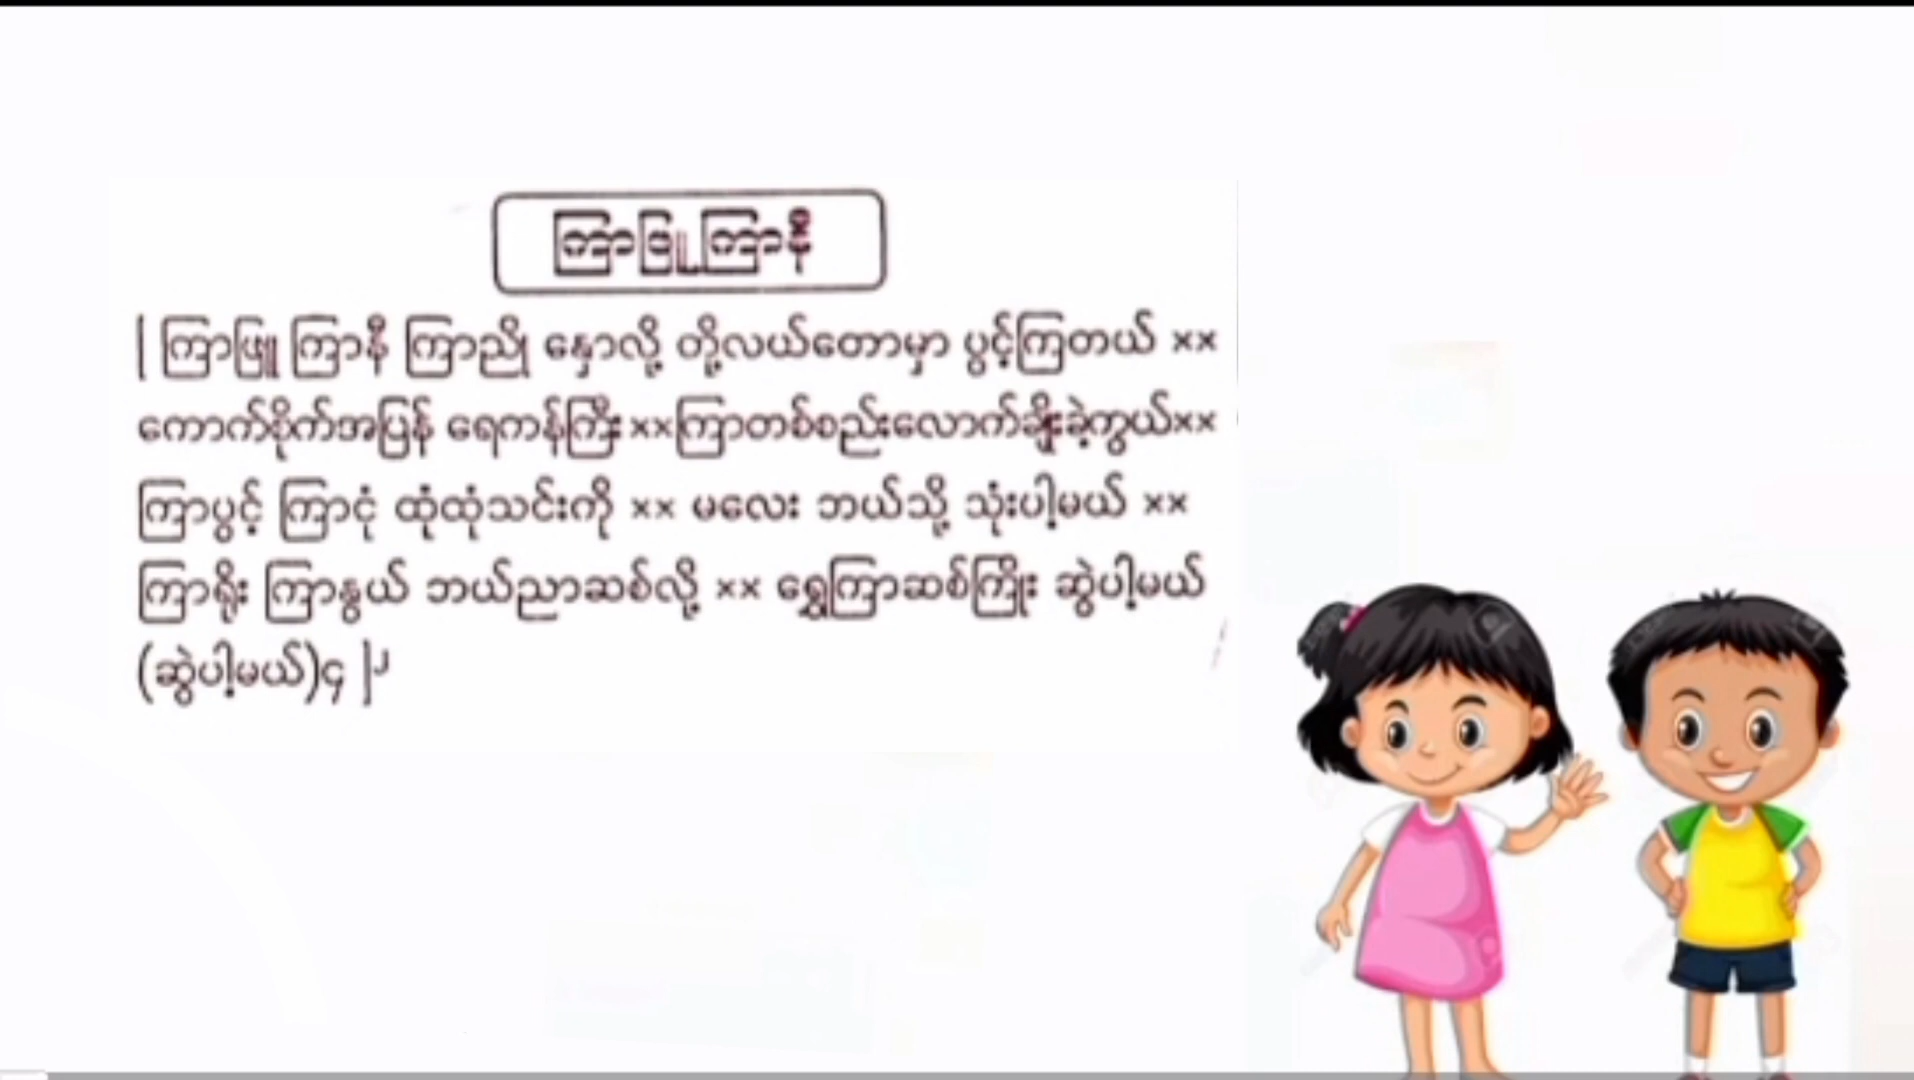 ကြာဖြူ ကြာနီ
[ ကြာဖြူ ကြာနီ ကြာညို နှောလို့ တို့လယ်တောမှာ ပွင့်ကြတယ် ××
ကောက်စိုက်အပြန် ရေကန်ကြီး××ကြာတစ်စည်းလောက်ချိုးခဲ့ကွယ်××
ကြာပွင့် ကြာငုံ ထုံထုံသင်းကို ×× မလေး ဘယ်သို့ သုံးပါ့မယ် ××
ကြာရိုး ကြာနွယ် ဘယ်ညာဆစ်လို့ ×× ရွှေကြာဆစ်ကြိုး ဆွဲပါ့မယ်
(ဆွဲပါ့မယ်)၄ ]၂